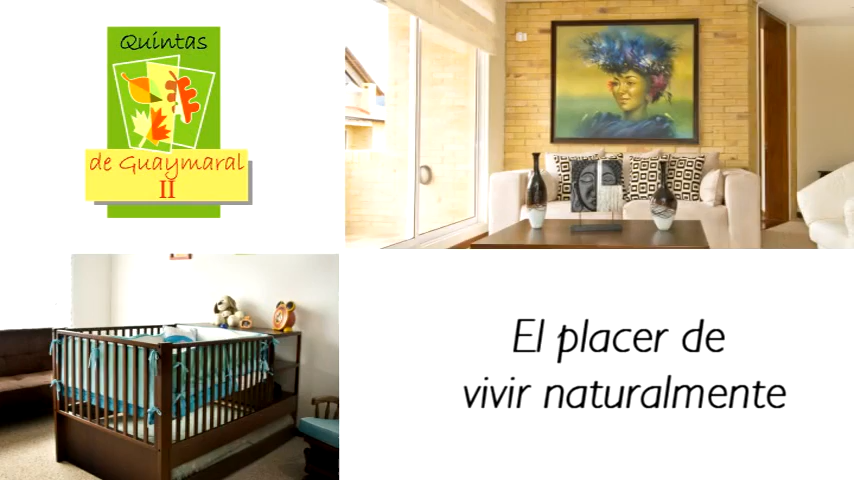 Quintas
de Guaymaral
II
El placer de
vivir naturalmente